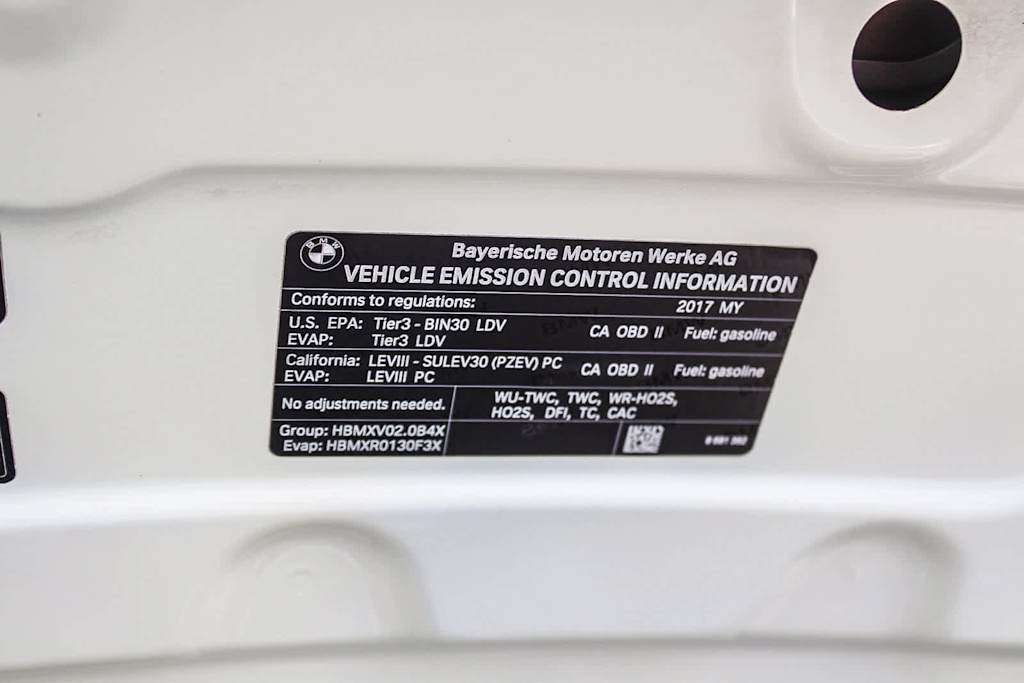 BMW
Bayerische Motoren Werke AG
VEHICLE EMISSION CONTROL INFORMATION
Conforms to regulations: 2017 MY
U.S. EPA: Tier3 - BIN30 LDV CA OBD II Fuel: gasoline
EVAP: Tier3 LDV
California: LEVIII - SULEV30 (PZEV) PC CA OBD II Fuel: gasoline
EVAP: LEVIII PC
No adjustments needed.
WU-TWC, TWC, WR-HO2S,
HO2S, DFI, TC, CAC
Group: HBMXV02.0B4X
Evap: HBMXR0130F3X